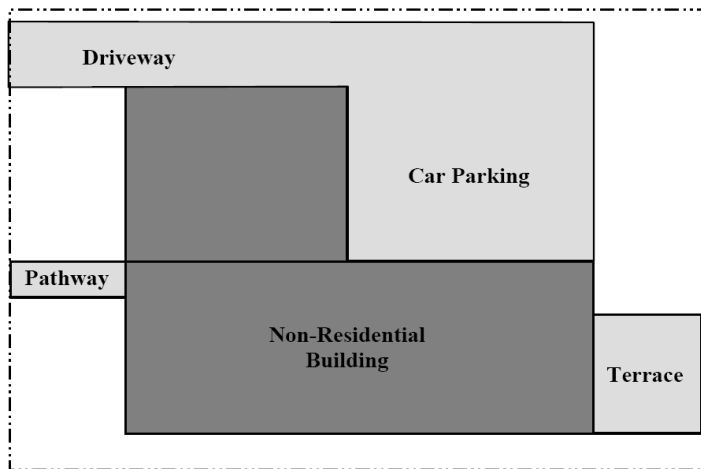 Driveway
Car Parking
Pathway
Non-Residential
Building
Terrace